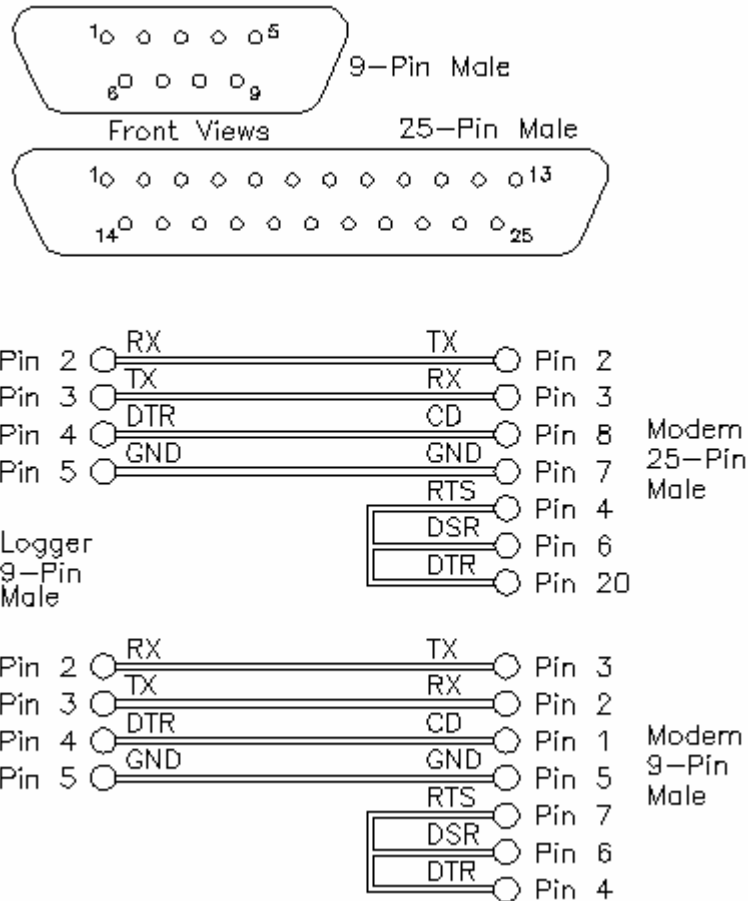 1 5
6 9
9-Pin Male
Front Views 25-Pin Male
1 13
14 25
Pin 2 RX TX Pin 2
Pin 3 TX RX Pin 3
Pin 4 DTR CD Pin 8
Pin 5 GND GND Pin 7
RTS Pin 4
DSR Pin 6
DTR Pin 20
Modem
25-Pin
Male
Logger
9-Pin
Male
Pin 2 RX TX Pin 3
Pin 3 TX RX Pin 2
Pin 4 DTR CD Pin 1
Pin 5 GND GND Pin 5
RTS Pin 7
DSR Pin 6
DTR Pin 4
Modem
9-Pin
Male